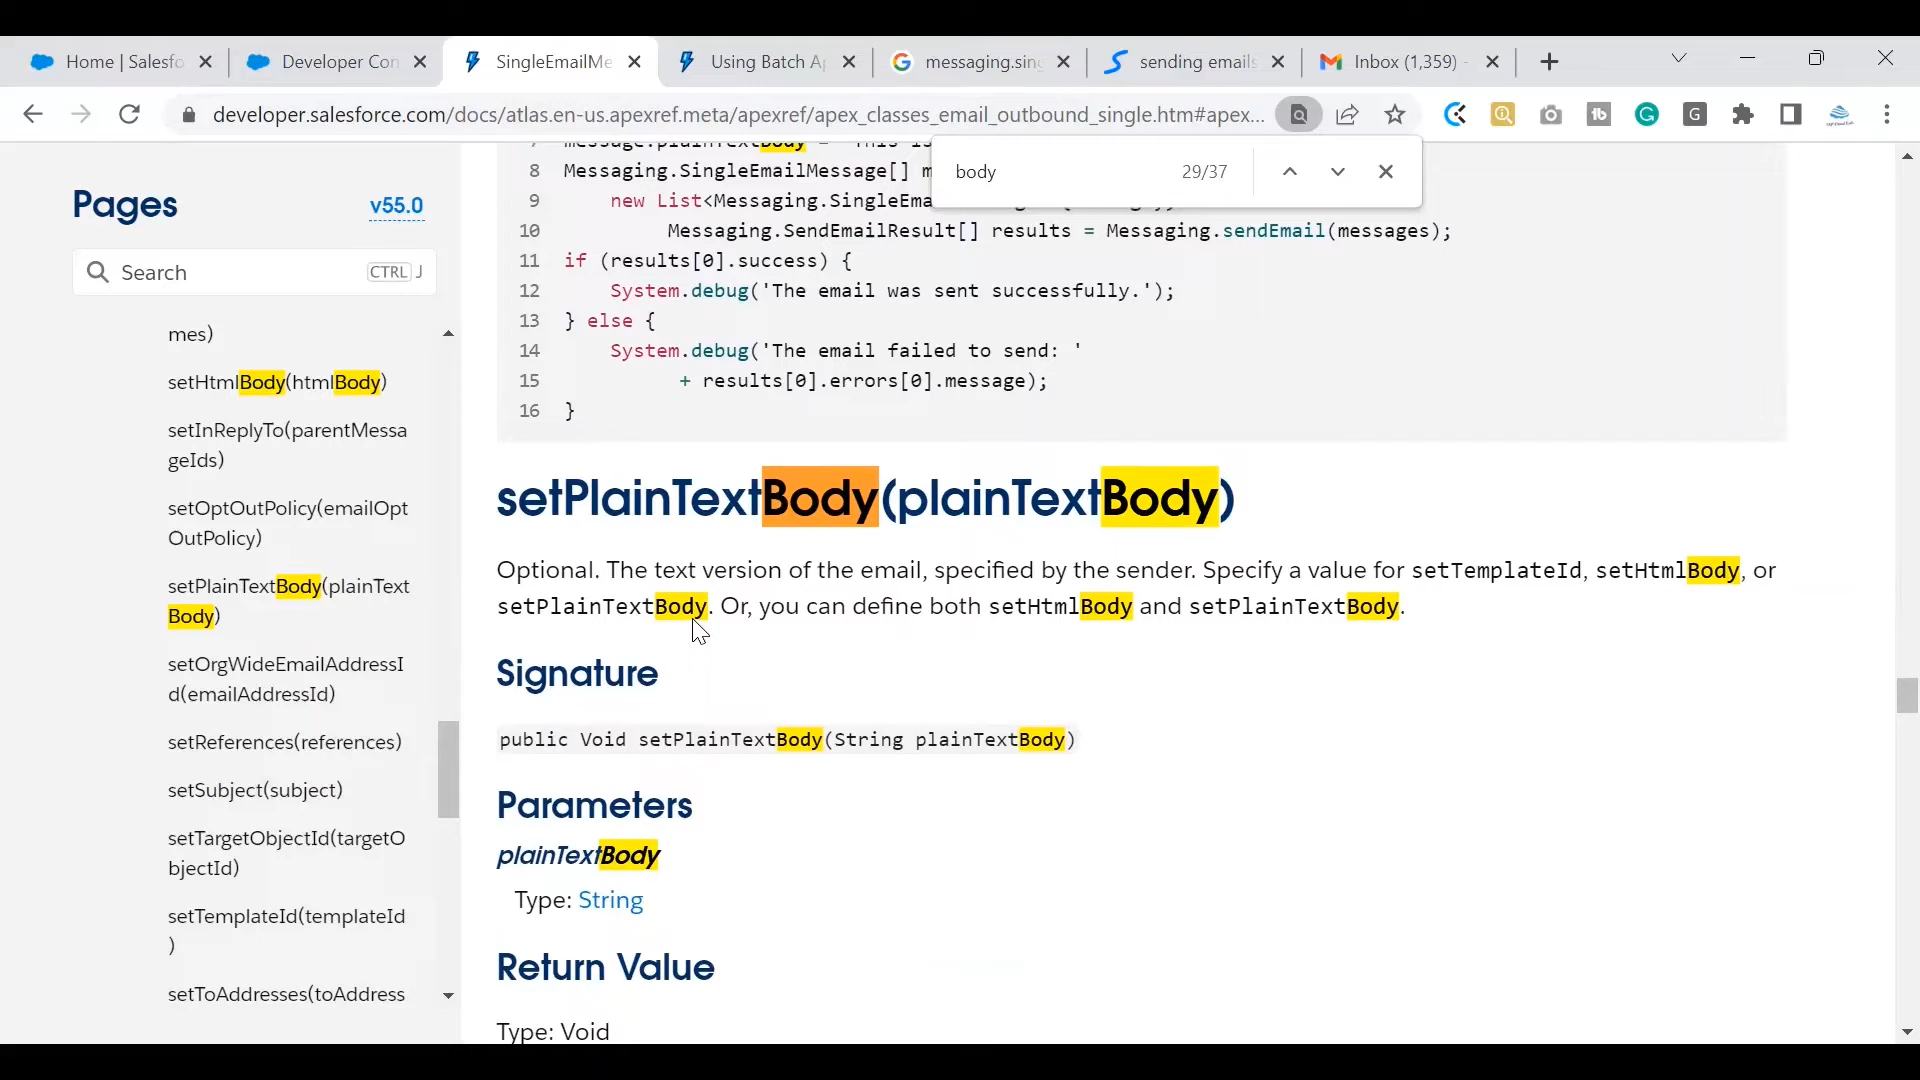 Home | Salesfo
Developer Con
SingleEmailMe
Using Batch Ap
messaging.sing
sending emails
Inbox (1,359) -
developer.salesforce.com/docs/atlas.en-us.apexref.meta/apexref/apex_classes_email_outbound_single.htm#apex...
body
29/37
Pages
v55.0
Search
CTRL J
mes)
setHtmlBody(htmlBody)
setInReplyTo(parentMessa
geIds)
setOptOutPolicy(emailOpt
OutPolicy)
setPlainTextBody(plainText
Body)
setOrgWideEmailAddressI
d(emailAddressId)
setReferences(references)
setSubject(subject)
setTargetObjectId(targetO
bjectId)
setTemplateId(templateId
)
setToAddresses(toAddress
message.plainTextBody = 'This is
8 Messaging.SingleEmailMessage[] m
9 new List<Messaging.SingleEma
10 Messaging.SendEmailResult[] results = Messaging.sendEmail(messages);
11 if (results[0].success) {
12 System.debug('The email was sent successfully.');
13 } else {
14 System.debug('The email failed to send: '
15 + results[0].errors[0].message);
16 }
setPlainTextBody(plainTextBody)
Optional. The text version of the email, specified by the sender. Specify a value for setTemplateId, setHtmlBody, or
setPlainTextBody. Or, you can define both setHtmlBody and setPlainTextBody.
Signature
public Void setPlainTextBody(String plainTextBody)
Parameters
plainTextBody
Type: String
Return Value
Type: Void